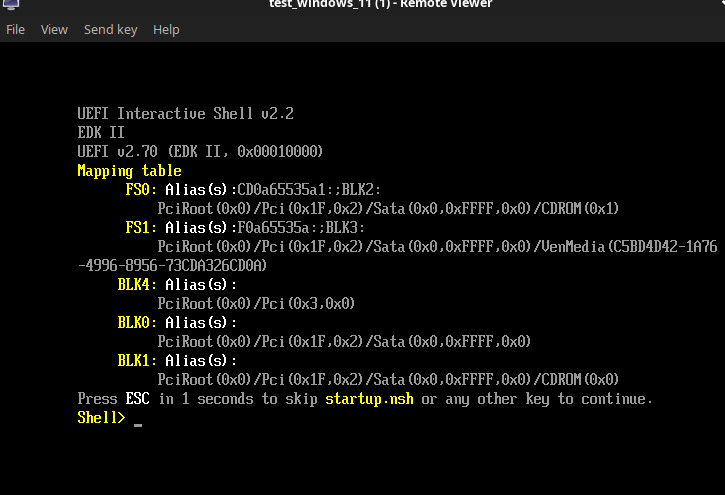 test_windows_11 (1) - Remote Viewer
File View Send key Help
UEFI Interactive Shell v2.2
EDK II
UEFI v2.70 (EDK II, 0x00010000)
Mapping table
FS0: Alias(s):CD0a65535a1:;BLK2:
PciRoot(0x0)/Pci(0x1F,0x2)/Sata(0x0,0xFFFF,0x0)/CDROM(0x1)
FS1: Alias(s):F0a65535a:;BLK3:
PciRoot(0x0)/Pci(0x1F,0x2)/Sata(0x0,0xFFFF,0x0)/VenMedia(C5BD4D42-1A76
-4996-8956-73CDA326CD0A)
BLK4: Alias(s):
PciRoot(0x0)/Pci(0x3,0x0)
BLK0: Alias(s):
PciRoot(0x0)/Pci(0x1F,0x2)/Sata(0x0,0xFFFF,0x0)
BLK1: Alias(s):
PciRoot(0x0)/Pci(0x1F,0x2)/Sata(0x0,0xFFFF,0x0)/CDROM(0x0)
Press ESC in 1 seconds to skip startup.nsh or any other key to continue.
Shell> _